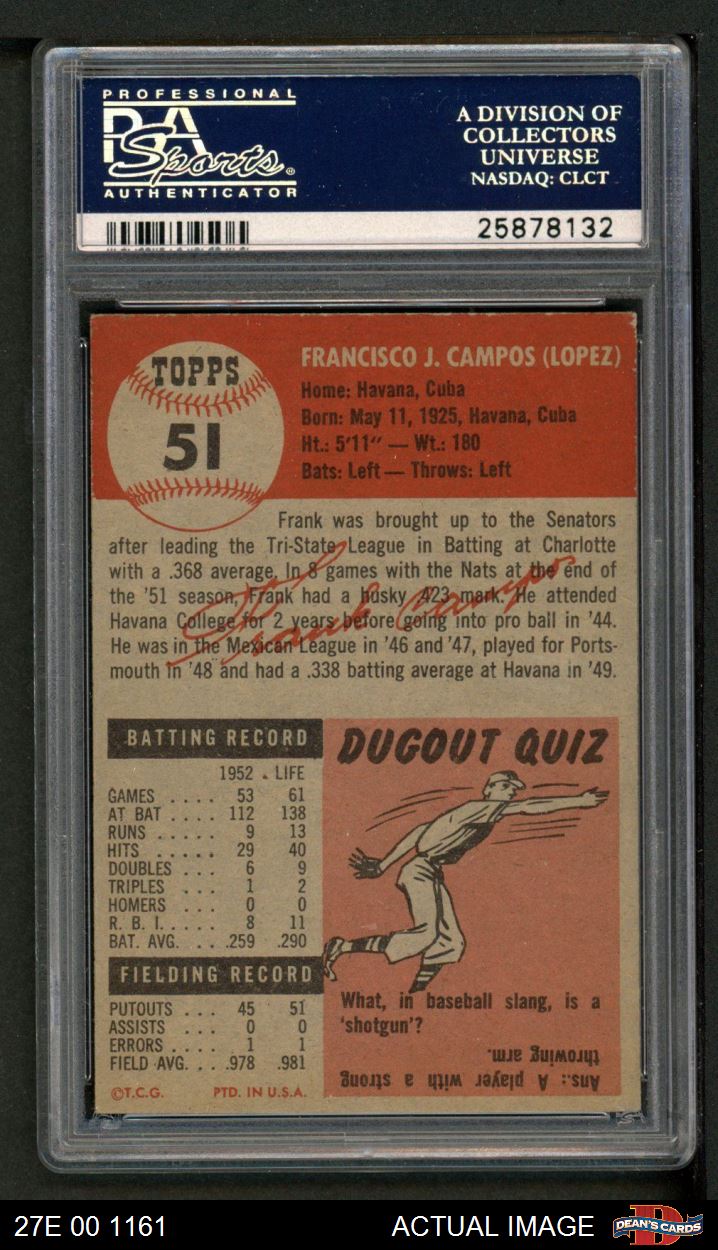 PROFESSIONAL
PSA
Sports®
AUTHENTICATOR
A DIVISION OF
COLLECTORS
UNIVERSE
NASDAQ: CLCT
25878132
TOPPS
51
FRANCISCO J. CAMPOS (LOPEZ)
Home: Havana, Cuba
Born: May 11, 1925, Havana, Cuba
Ht.: 5'11" — Wt.: 180
Bats: Left — Throws: Left
Frank was brought up to the Senators
after leading the Tri-State League in Batting at Charlotte
with a .368 average. In 8 games with the Nats at the end of
the '51 season, Frank had a husky .423 mark. He attended
Havana College for 2 years before going into pro ball in '44.
He was in the Mexican League in '46 and '47, played for Ports-
mouth in '48 and had a .338 batting average at Havana in '49.
Frank Campos
BATTING RECORD
1952 . LIFE
GAMES .... 53 61
AT BAT .... 112 138
RUNS ..... 9 13
HITS ..... 29 40
DOUBLES ... 6 9
TRIPLES ... 1 2
HOMERS ... 0 0
R. B. I. .... 8 11
BAT. AVG. ... .259 .290
FIELDING RECORD
PUTOUTS ... 45 51
ASSISTS ... 0 0
ERRORS .... 1 1
FIELD AVG. ... .978 .981
©T.C.G. PTD. IN U.S.A.
DUGOUT QUIZ
What, in baseball slang, is a
'shotgun'?
Ans.: A player with a strong
throwing arm.
27E 00 1161
ACTUAL IMAGE
D
DEAN'S CARDS